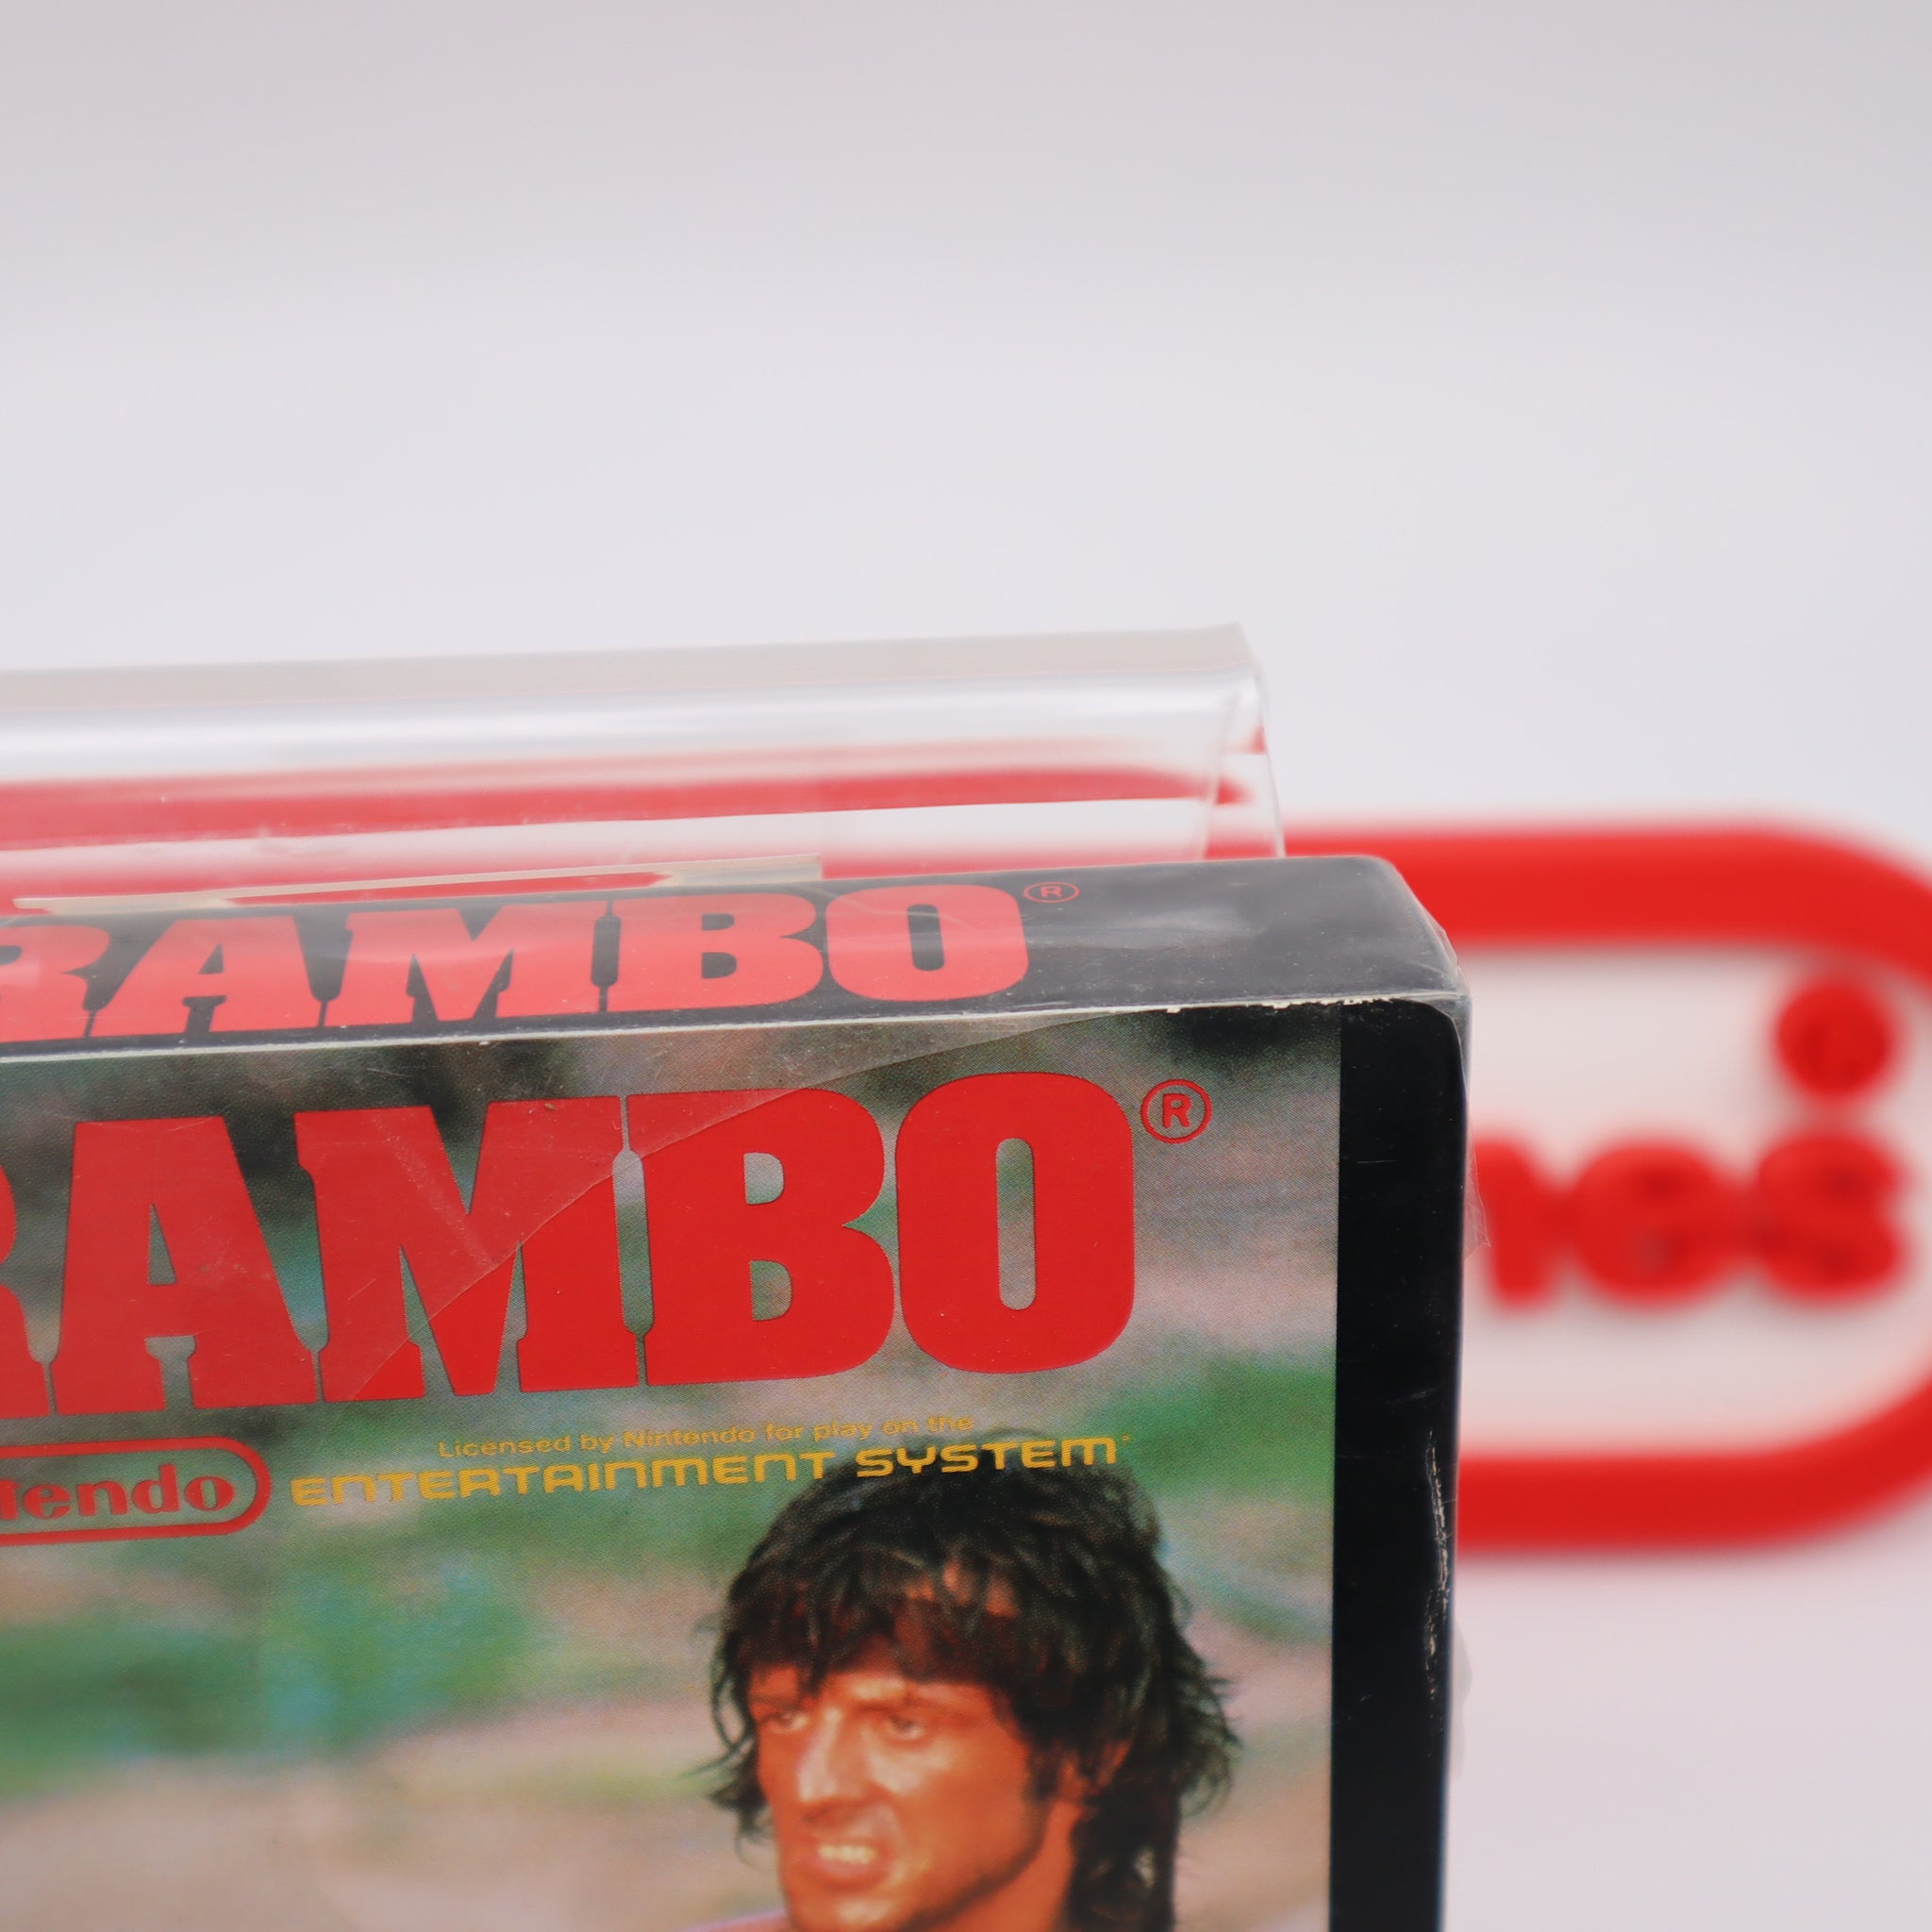 RAMBO®
RAMBO®
Licensed by Nintendo for play on the
Nintendo ENTERTAINMENT SYSTEM